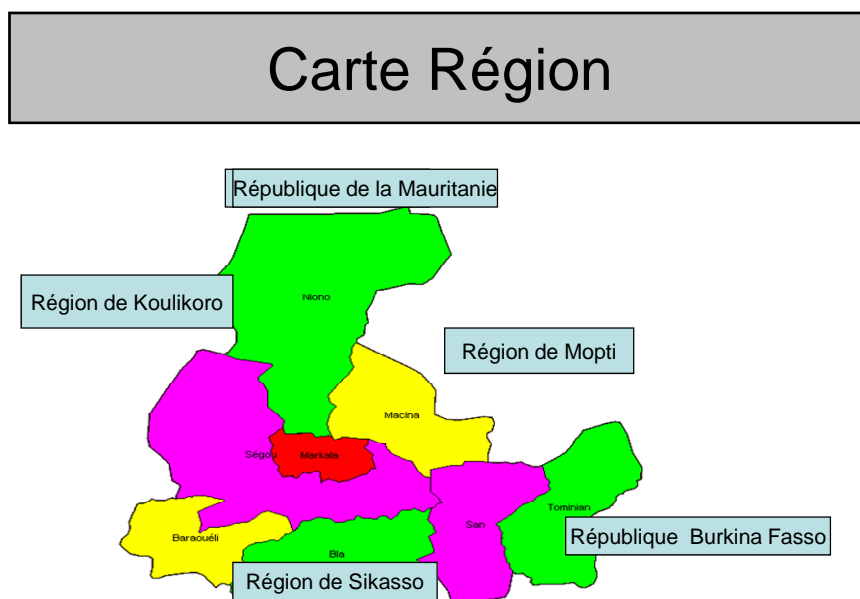 Carte Région
République de la Mauritanie
Région de Koulikoro
Niono
Région de Mopti
Macina
Ségou
Markala
Tominian
San
Baraouéli
République Burkina Fasso
Bla
Région de Sikasso